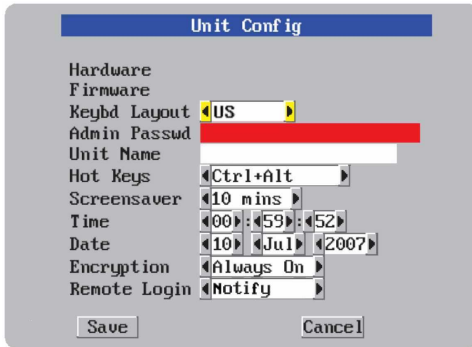 Unit Config
Hardware
Firmware
Keybd Layout US
Admin Passwd
Unit Name
Hot Keys Ctrl+Alt
Screensaver 10 mins
Time 00 : 59 : 52
Date 10 Jul 2007
Encryption Always On
Remote Login Notify
Save Cancel